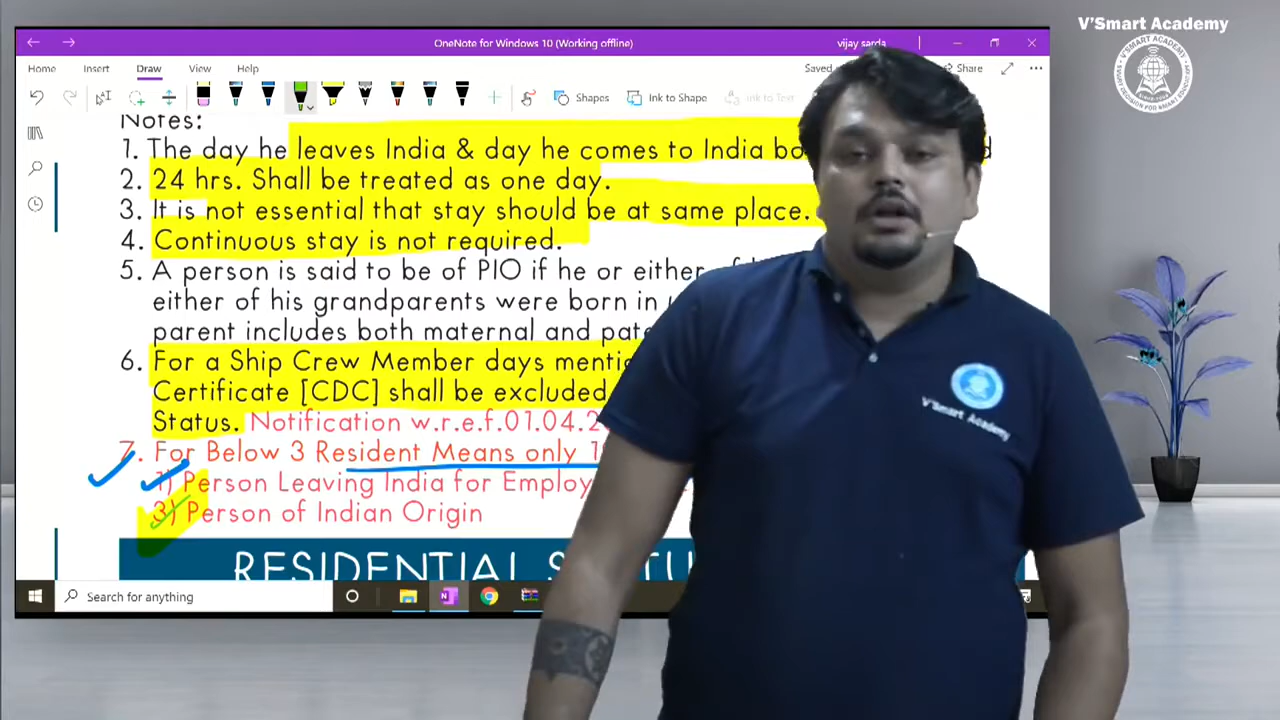 V'Smart Academy
OneNote for Windows 10 (Working offline)
vijay sarda
Home Insert Draw View Help
Saved
Share
Shapes
Ink to Shape
Ink to Text
Notes:
1. The day he leaves India & day he comes to India
2. 24 hrs. Shall be treated as one day.
3. It is not essential that stay should be at same place.
4. Continuous stay is not required.
5. A person is said to be of PIO if he or either
either of his grandparents were born in
parent includes both maternal and
6. For a Ship Crew Member days
Certificate [CDC] shall be excluded
Status. Notification w.r.e.f.01.04.
7. For Below 3 Resident Means only
1) Person Leaving India for
3) Person of Indian Origin
RESIDENTIAL
Search for anything
V'Smart Academy